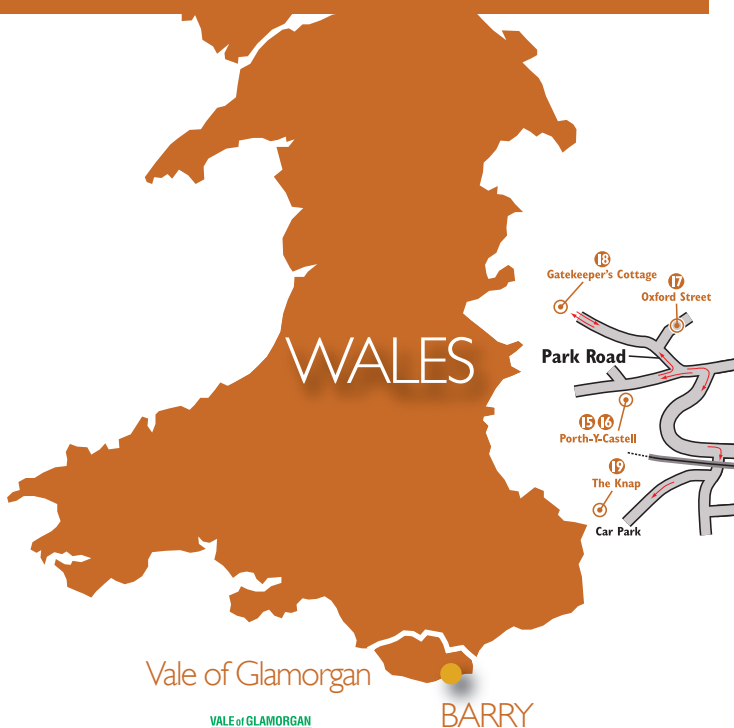 18
Gatekeeper's Cottage
17
Oxford Street
WALES
Park Road
15 16
Porth-Y-Castell
19
The Knap
Car Park
Vale of Glamorgan
VALE of GLAMORGAN
BARRY